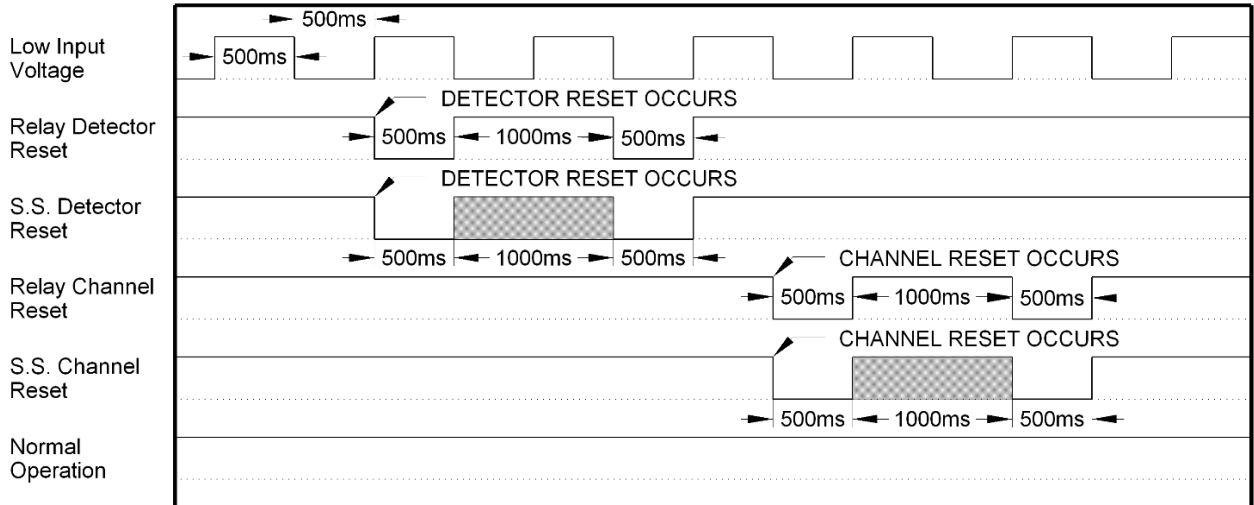 500ms
Low Input
Voltage
500ms
DETECTOR RESET OCCURS
Relay Detector
Reset
500ms 1000ms 500ms
DETECTOR RESET OCCURS
S.S. Detector
Reset
500ms 1000ms 500ms
CHANNEL RESET OCCURS
Relay Channel
Reset
500ms 1000ms 500ms
CHANNEL RESET OCCURS
S.S. Channel
Reset
500ms 1000ms 500ms
Normal
Operation